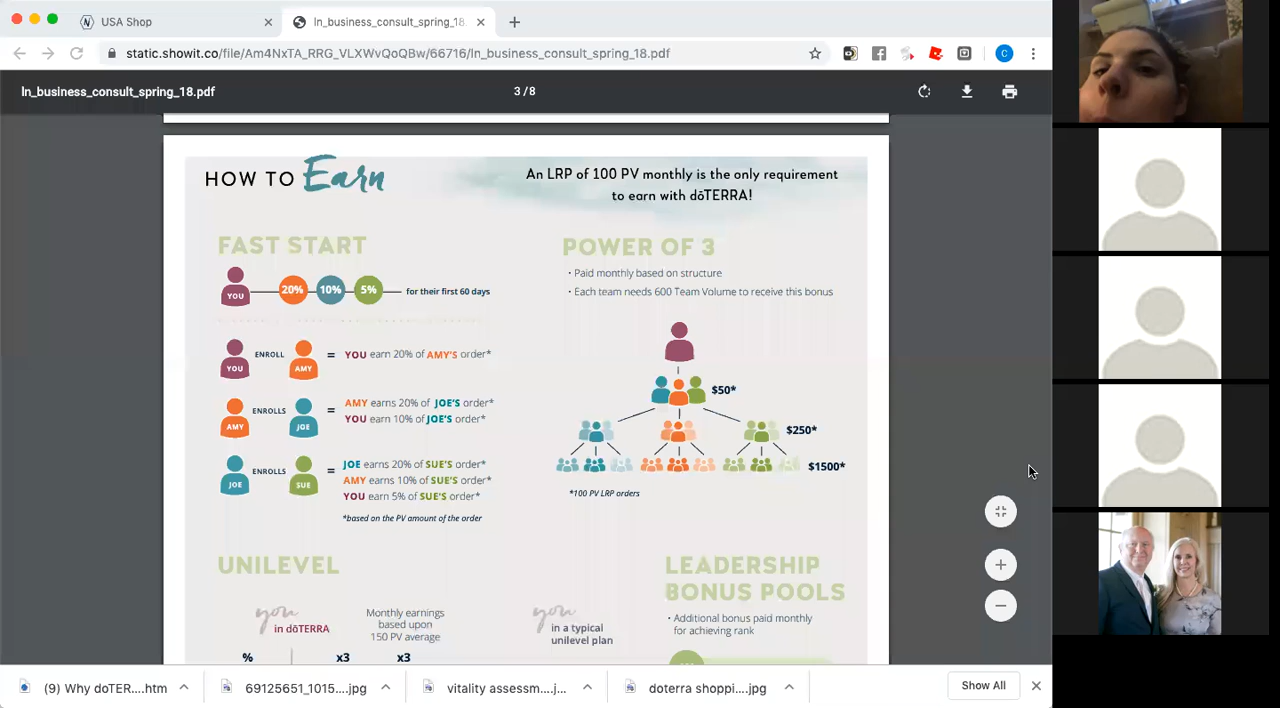 USA Shop
ln_business_consult_spring_18.
static.showit.co/file/Am4NxTA_RRG_VLXWvQoQBw/66716/ln_business_consult_spring_18.pdf
C
ln_business_consult_spring_18.pdf
3 / 8
HOW TO Earn
An LRP of 100 PV monthly is the only requirement
to earn with dōTERRA!
FAST START
YOU
20%
10%
5%
for their first 60 days
YOU ENROLL AMY = YOU earn 20% of AMY'S order*
AMY ENROLLS JOE = AMY earns 20% of JOE'S order*
YOU earn 10% of JOE'S order*
JOE ENROLLS SUE = JOE earns 20% of SUE'S order*
AMY earns 10% of SUE'S order*
YOU earn 5% of SUE'S order*
*based on the PV amount of the order
POWER OF 3
• Paid monthly based on structure
• Each team needs 600 Team Volume to receive this bonus
$50*
$250*
$1500*
*100 PV LRP orders
UNILEVEL
you
in dōTERRA
Monthly earnings
based upon
150 PV average
% x3 x3
you
in a typical
unilevel plan
LEADERSHIP
BONUS POOLS
• Additional bonus paid monthly
for achieving rank
(9) Why doTER....htm
69125651_1015....jpg
vitality assessm....j...
doterra shoppi....jpg
Show All